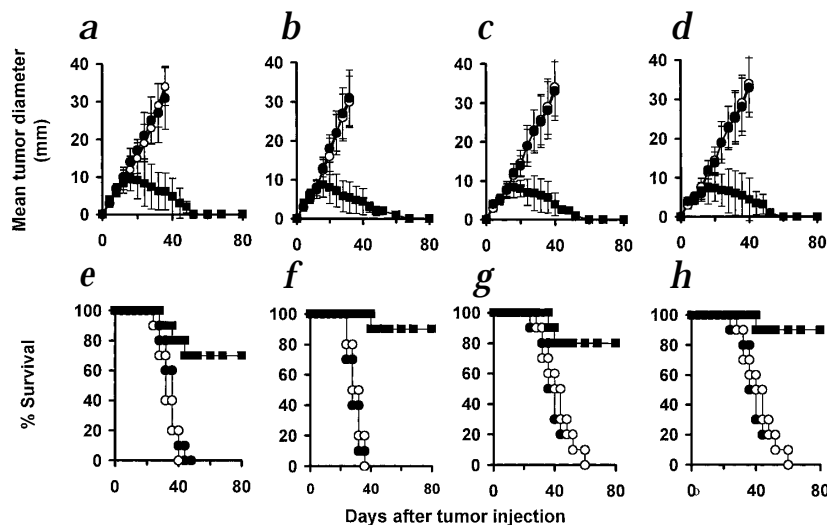 a b c d
Mean tumor diameter
(mm)
40 40 40 40
30 30 30 30
20 20 20 20
10 10 10 10
0 0 0 0
0 40 80 0 40 80 0 40 80 0 40 80
e f g h
% Survival
100 100 100 100
80 80 80 80
60 60 60 60
40 40 40 40
20 20 20 20
0 0 0 0
0 40 80 0 40 80 0 40 80 0 40 80
Days after tumor injection